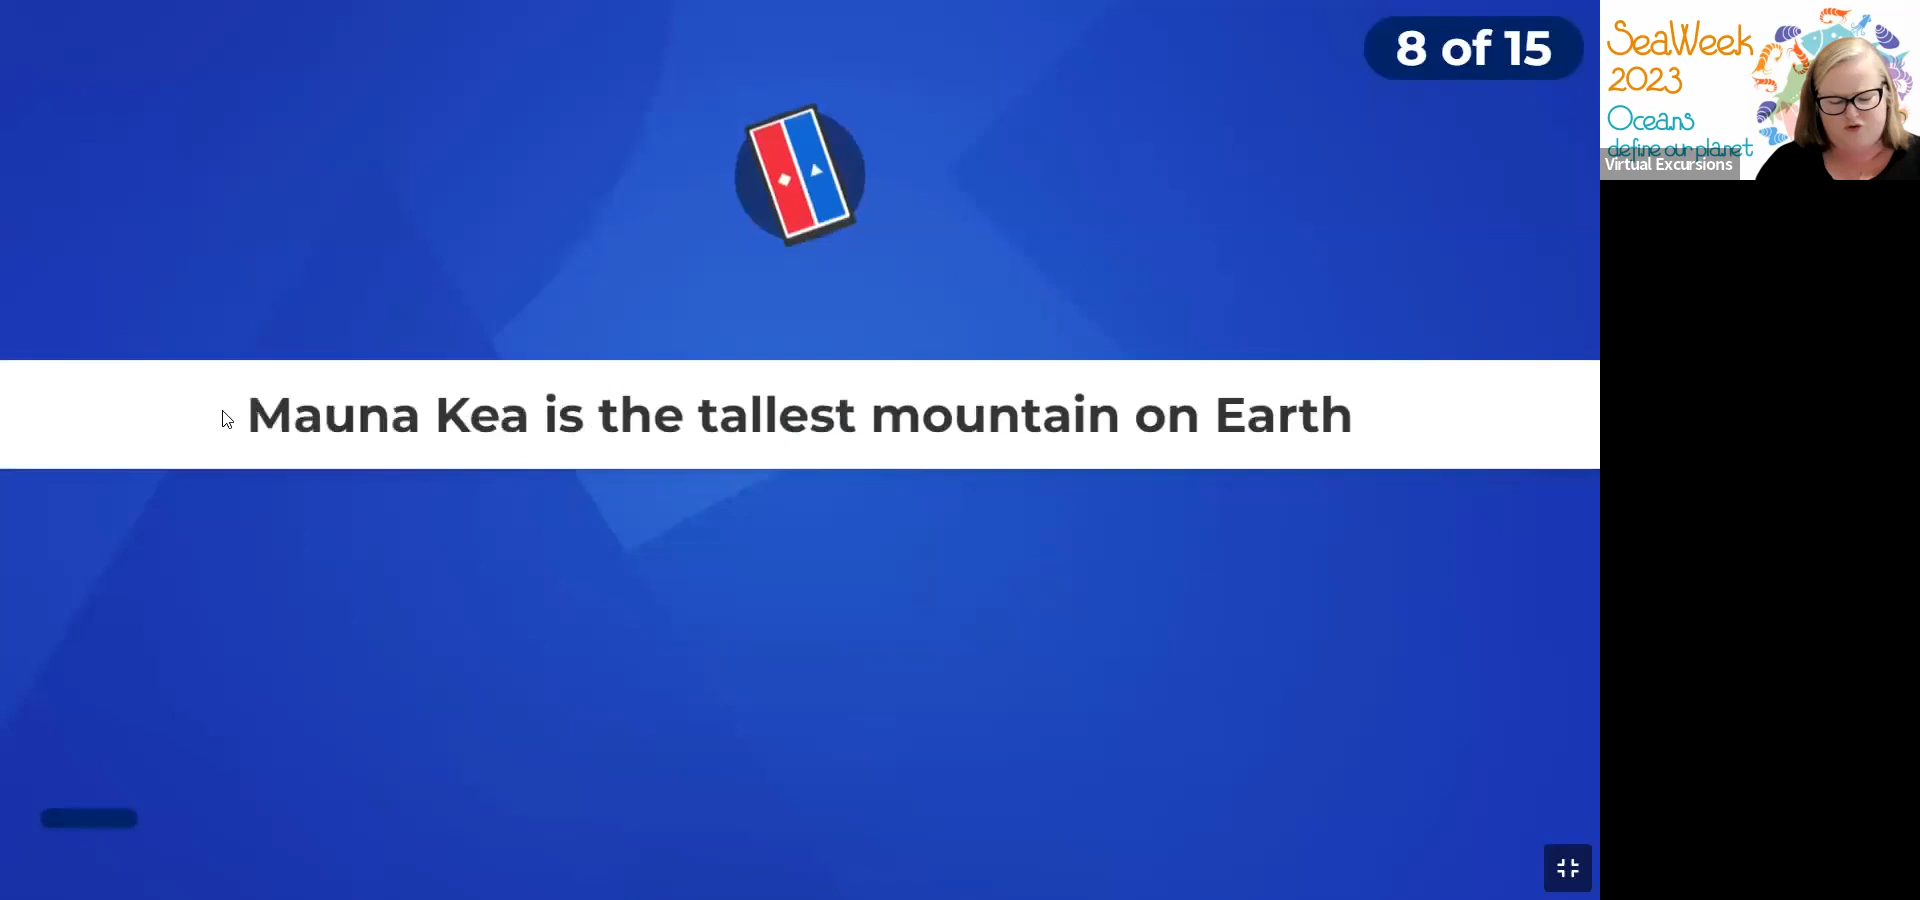 8 of 15
Mauna Kea is the tallest mountain on Earth
SeaWeek
2023
Oceans
define our planet
Virtual Excursions